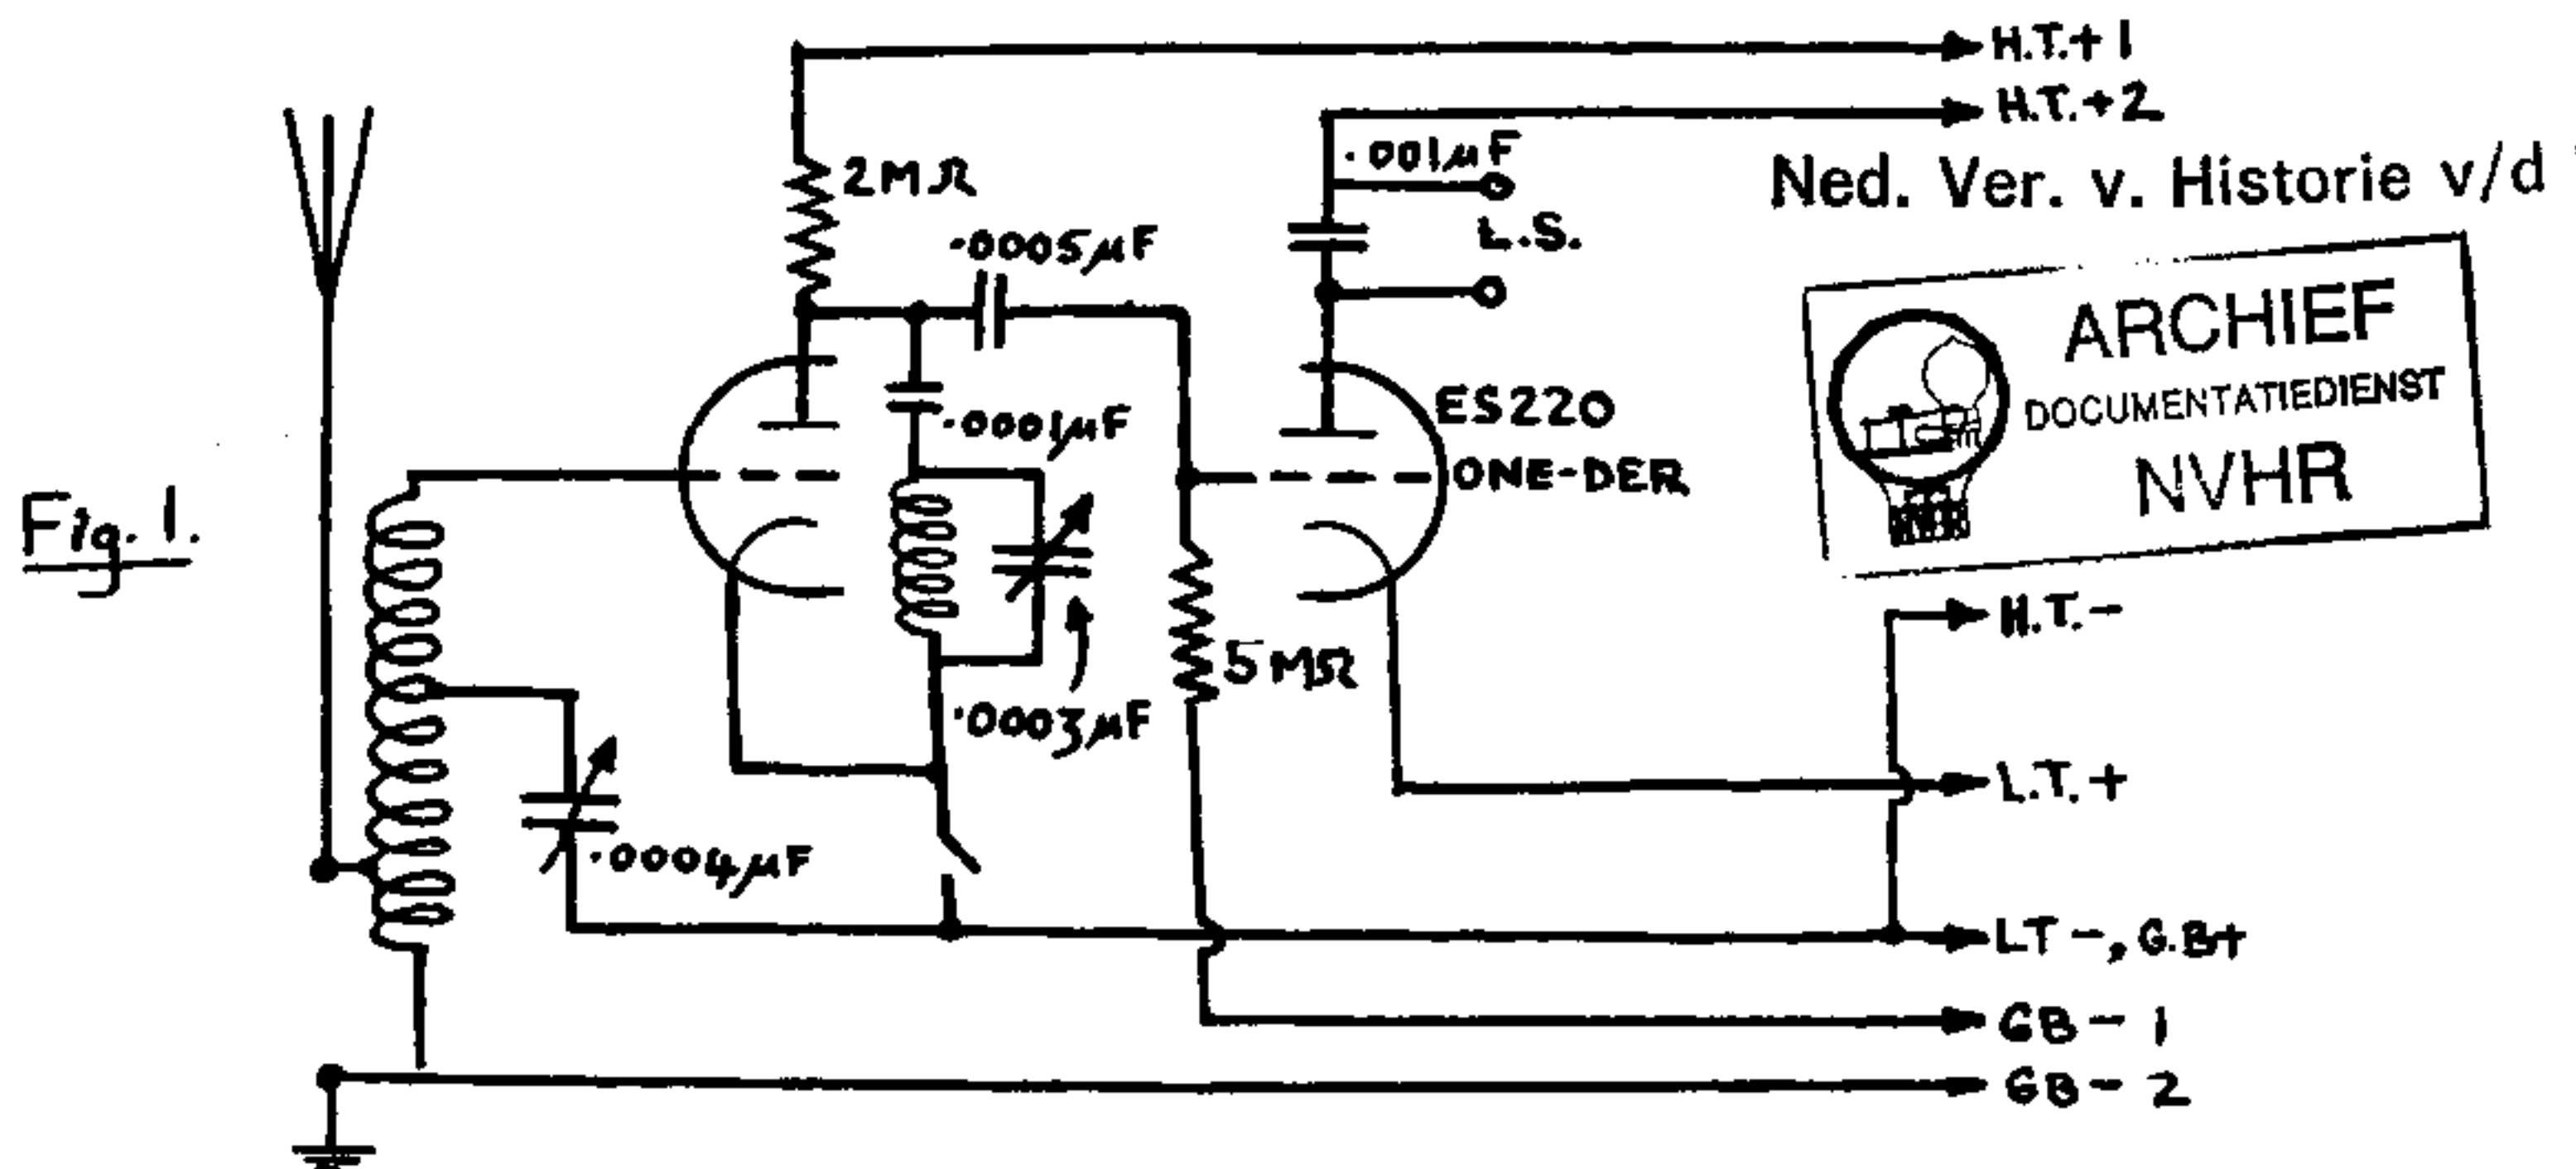 H.T.+ 1
H.T.+2
.001µF
Ned. Ver. v. Historie v/d
2MΩ
.0005µF
L.S.
ARCHIEF
DOCUMENTATIEDIENST
NVHR
ES220
ONE-DER
.0001µF
Fig. 1.
H.T.-
5MΩ
.0003µF
L.T.+
.0004µF
LT-, G.B+
GB- 1
GB- 2